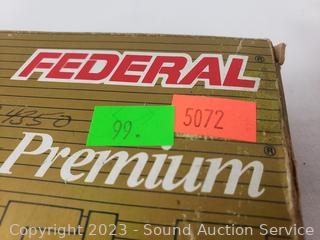 FEDERAL®
99.
5072
Premium®
Copyright 2023 - Sound Auction Service